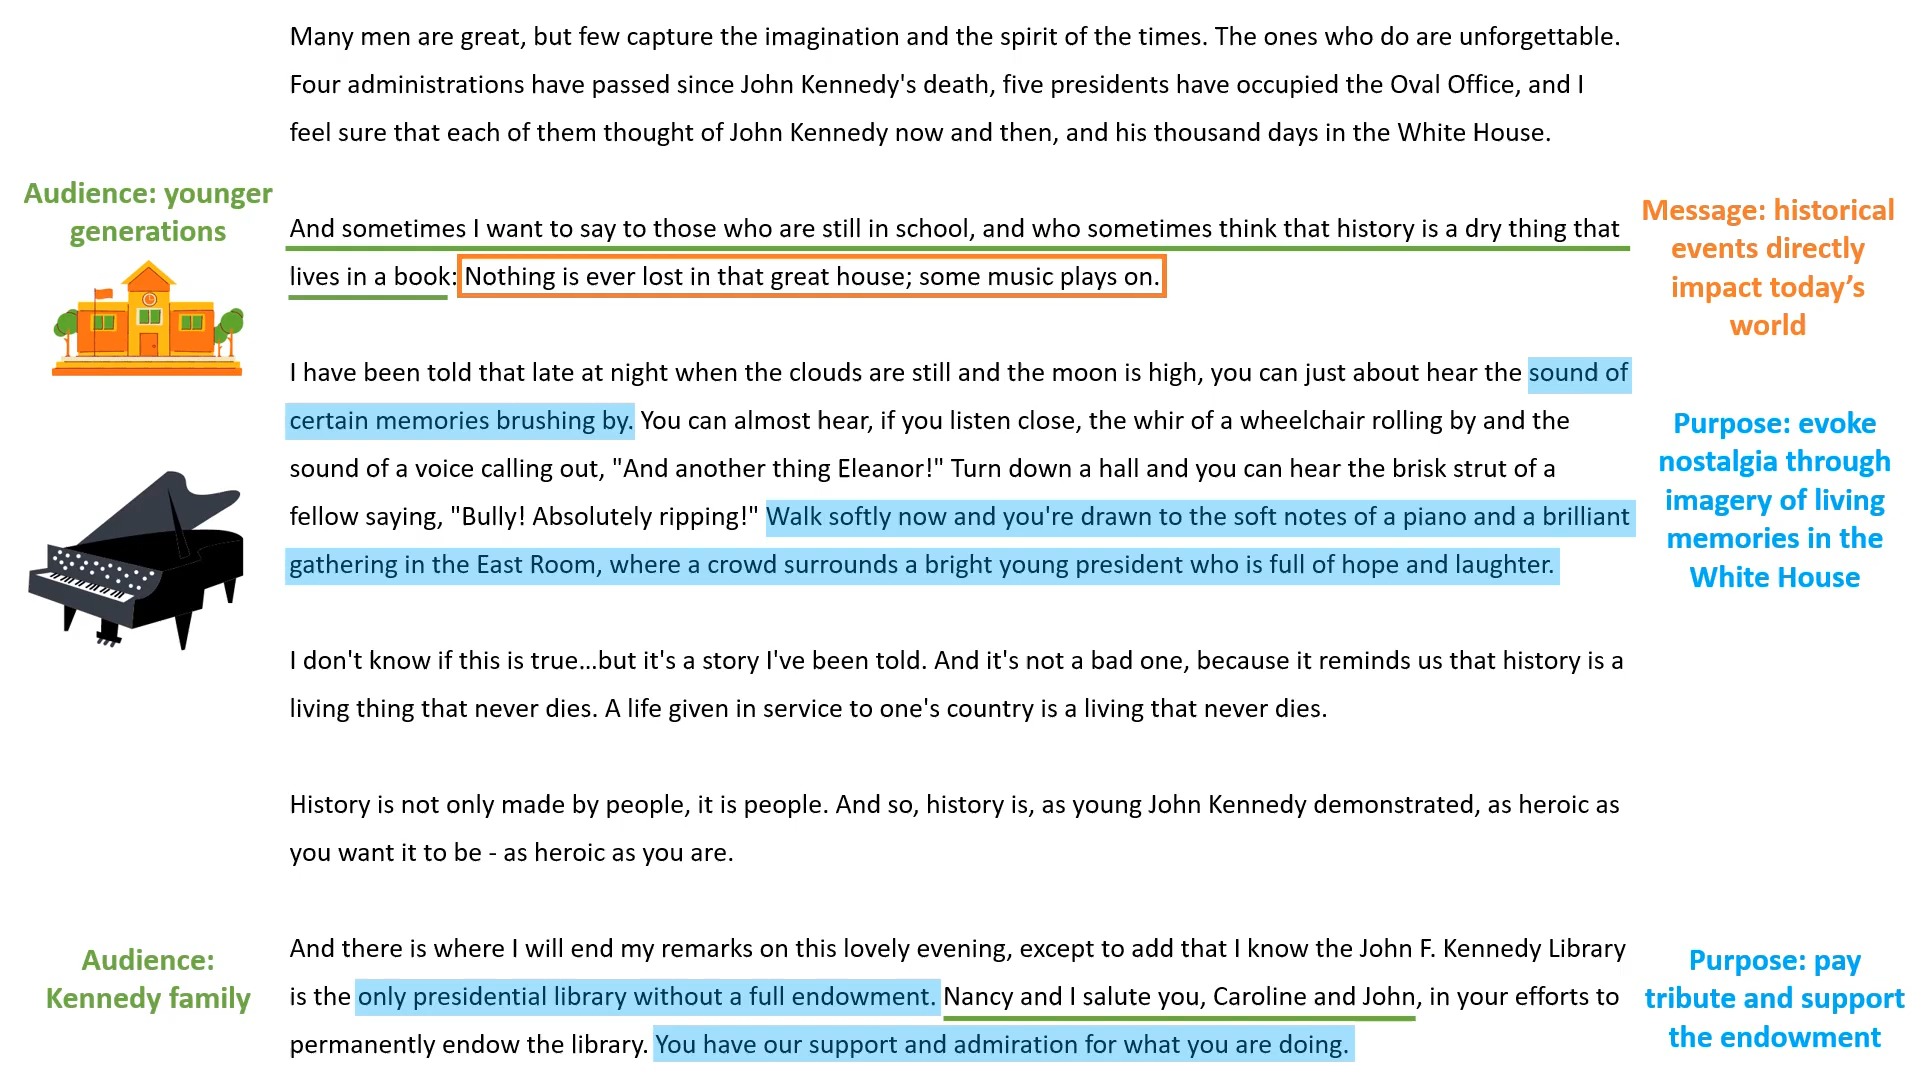 Many men are great, but few capture the imagination and the spirit of the times. The ones who do are unforgettable.
Four administrations have passed since John Kennedy's death, five presidents have occupied the Oval Office, and I
feel sure that each of them thought of John Kennedy now and then, and his thousand days in the White House.
Audience: younger
generations
And sometimes I want to say to those who are still in school, and who sometimes think that history is a dry thing that
lives in a book: Nothing is ever lost in that great house; some music plays on.
Message: historical
events directly
impact today’s
world
I have been told that late at night when the clouds are still and the moon is high, you can just about hear the sound of
certain memories brushing by. You can almost hear, if you listen close, the whir of a wheelchair rolling by and the
sound of a voice calling out, "And another thing Eleanor!" Turn down a hall and you can hear the brisk strut of a
fellow saying, "Bully! Absolutely ripping!" Walk softly now and you're drawn to the soft notes of a piano and a brilliant
gathering in the East Room, where a crowd surrounds a bright young president who is full of hope and laughter.
Purpose: evoke
nostalgia through
imagery of living
memories in the
White House
I don't know if this is true…but it's a story I've been told. And it's not a bad one, because it reminds us that history is a
living thing that never dies. A life given in service to one's country is a living that never dies.
History is not only made by people, it is people. And so, history is, as young John Kennedy demonstrated, as heroic as
you want it to be - as heroic as you are.
Audience:
Kennedy family
And there is where I will end my remarks on this lovely evening, except to add that I know the John F. Kennedy Library
is the only presidential library without a full endowment. Nancy and I salute you, Caroline and John, in your efforts to
permanently endow the library. You have our support and admiration for what you are doing.
Purpose: pay
tribute and support
the endowment